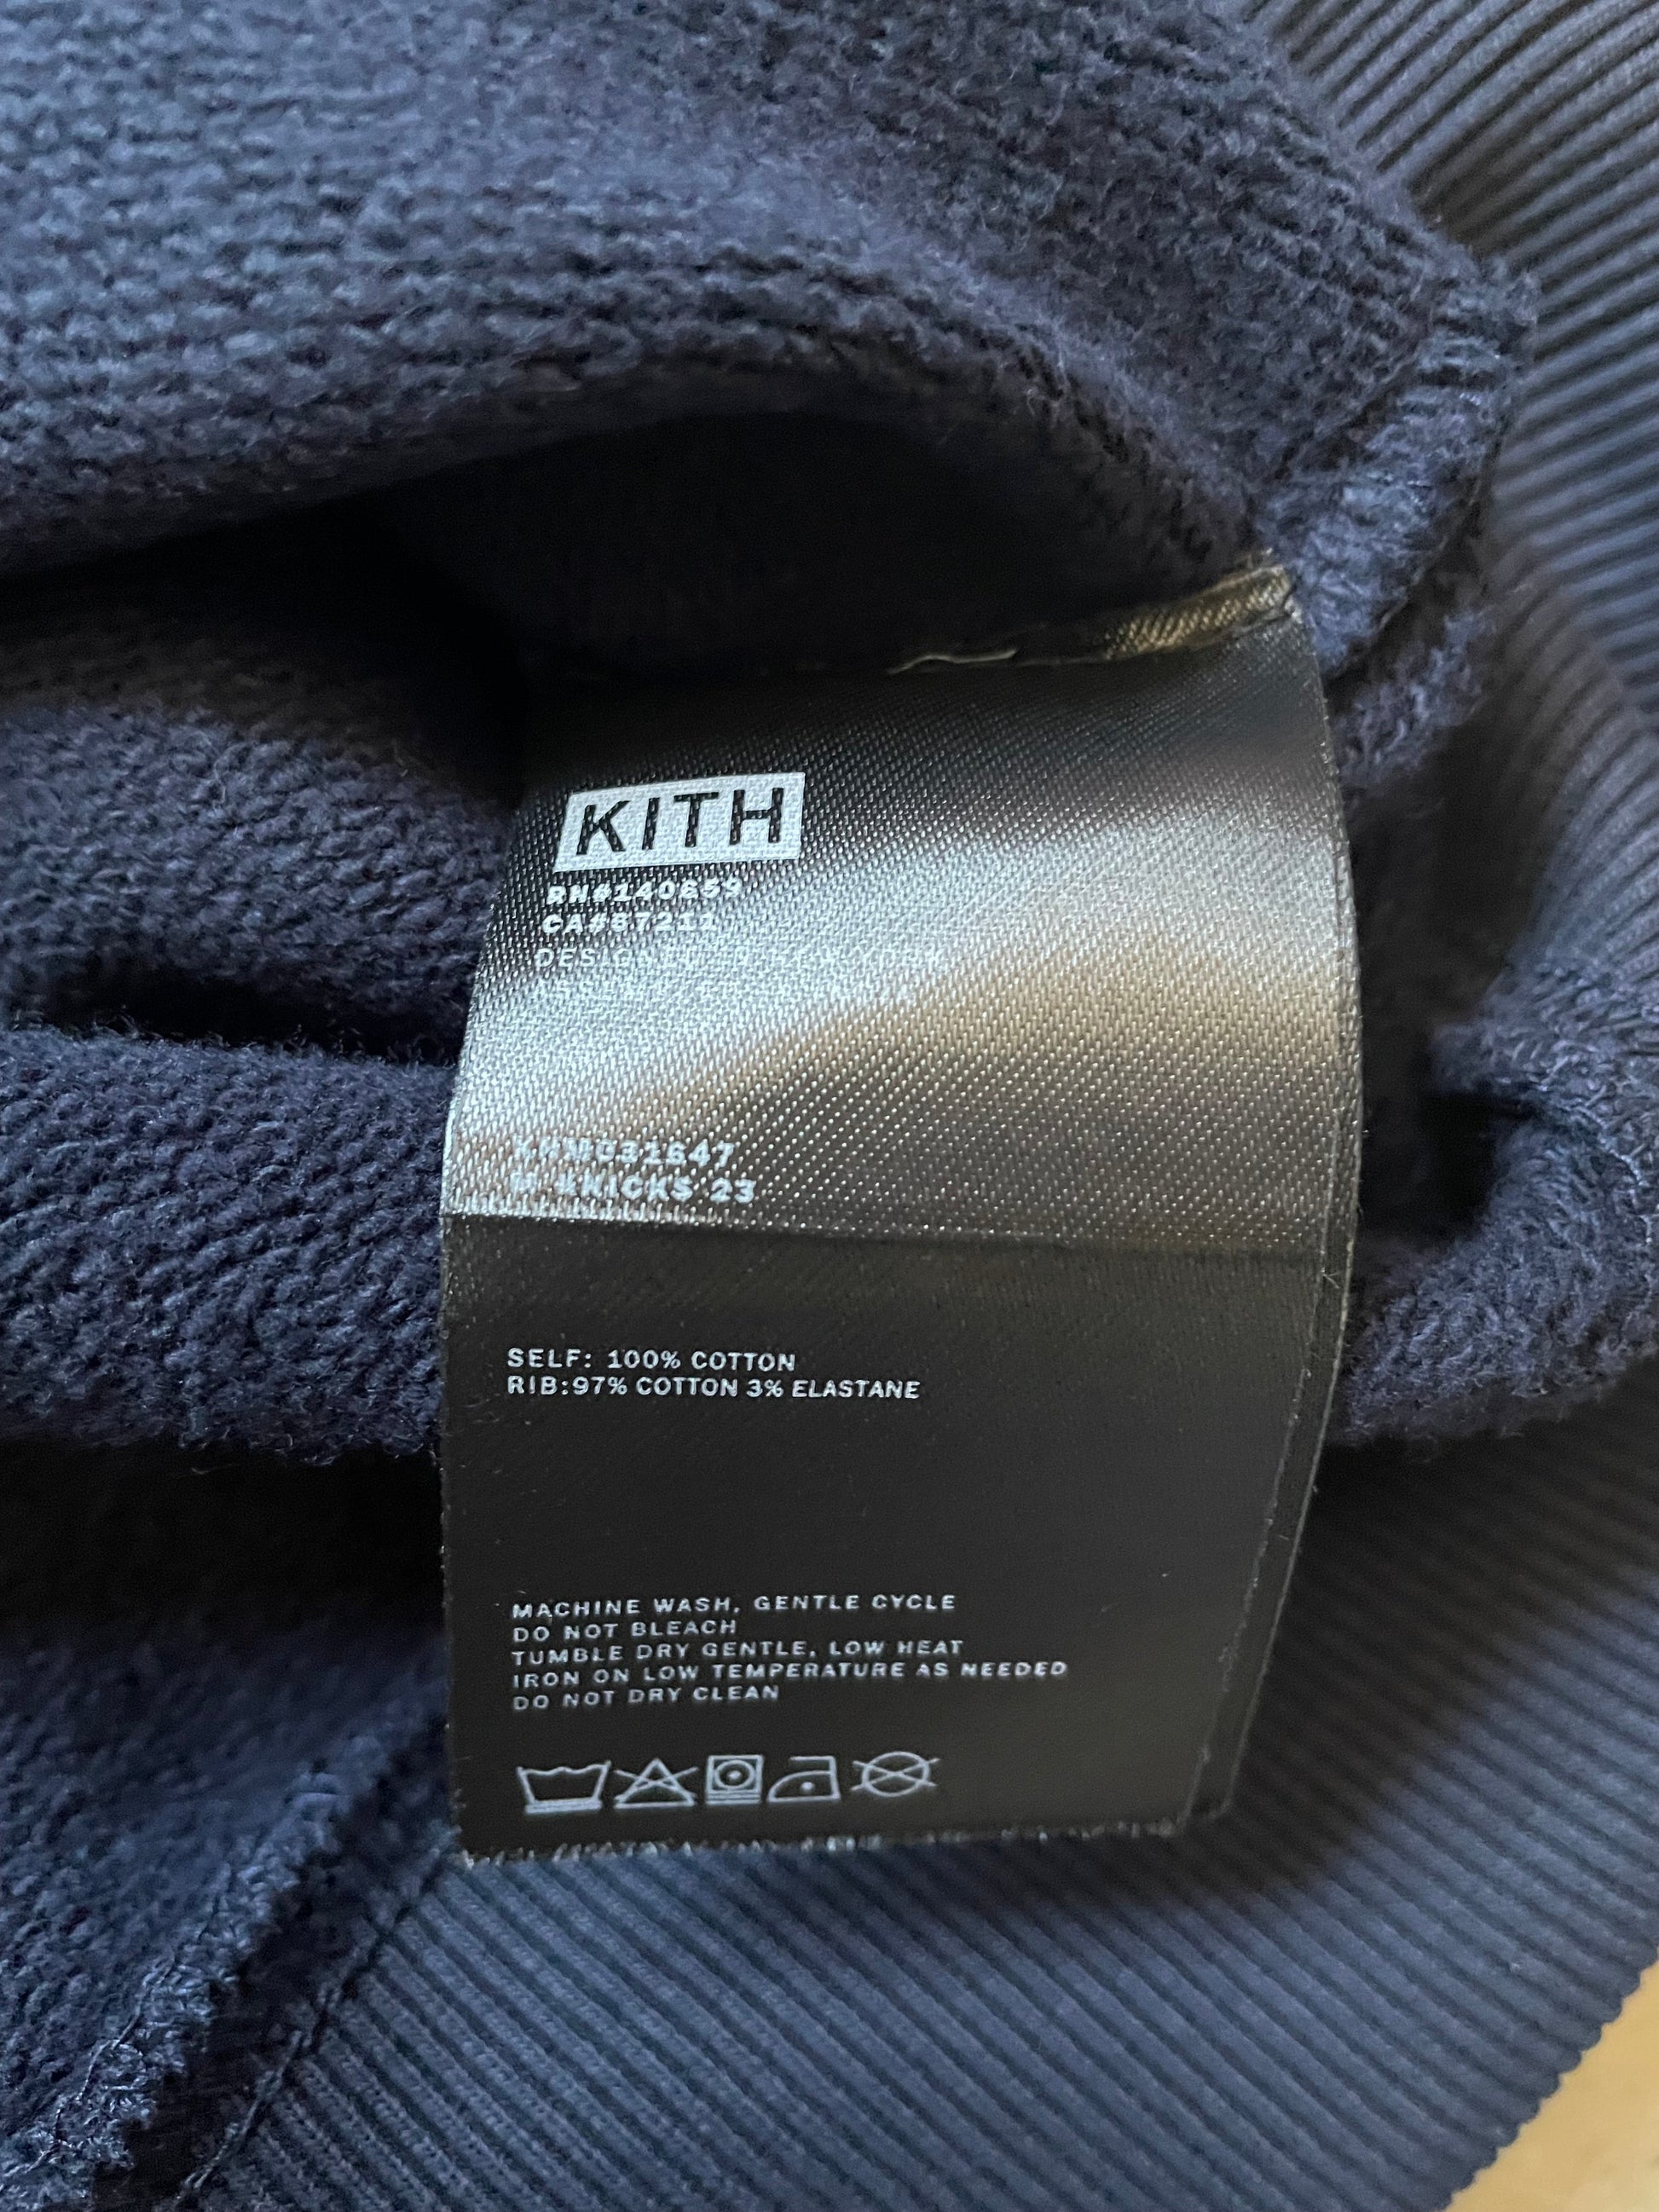 KITH
RN#140659
CA#57211
KHM031647
KNICKS 23
SELF: 100% COTTON
RIB:97% COTTON 3% ELASTANE
MACHINE WASH, GENTLE CYCLE
DO NOT BLEACH
TUMBLE DRY GENTLE, LOW HEAT
IRON ON LOW TEMPERATURE AS NEEDED
DO NOT DRY CLEAN